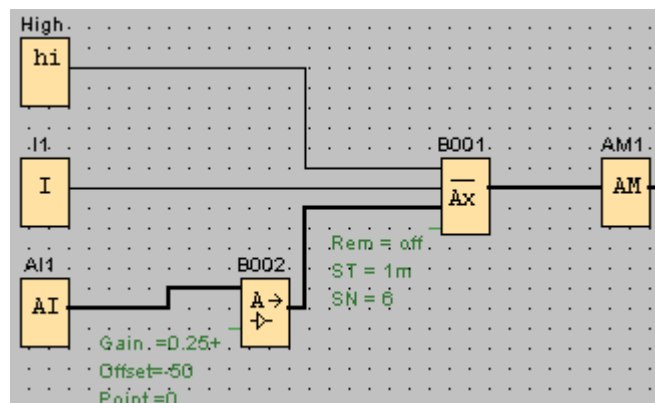 High
hi
I1
I
B001
Ax
AM1
AM
Rem = off
ST = 1m
SN = 6
AI1
AI
B002
A→
Gain =0.25+
Offset=-50
Point=0